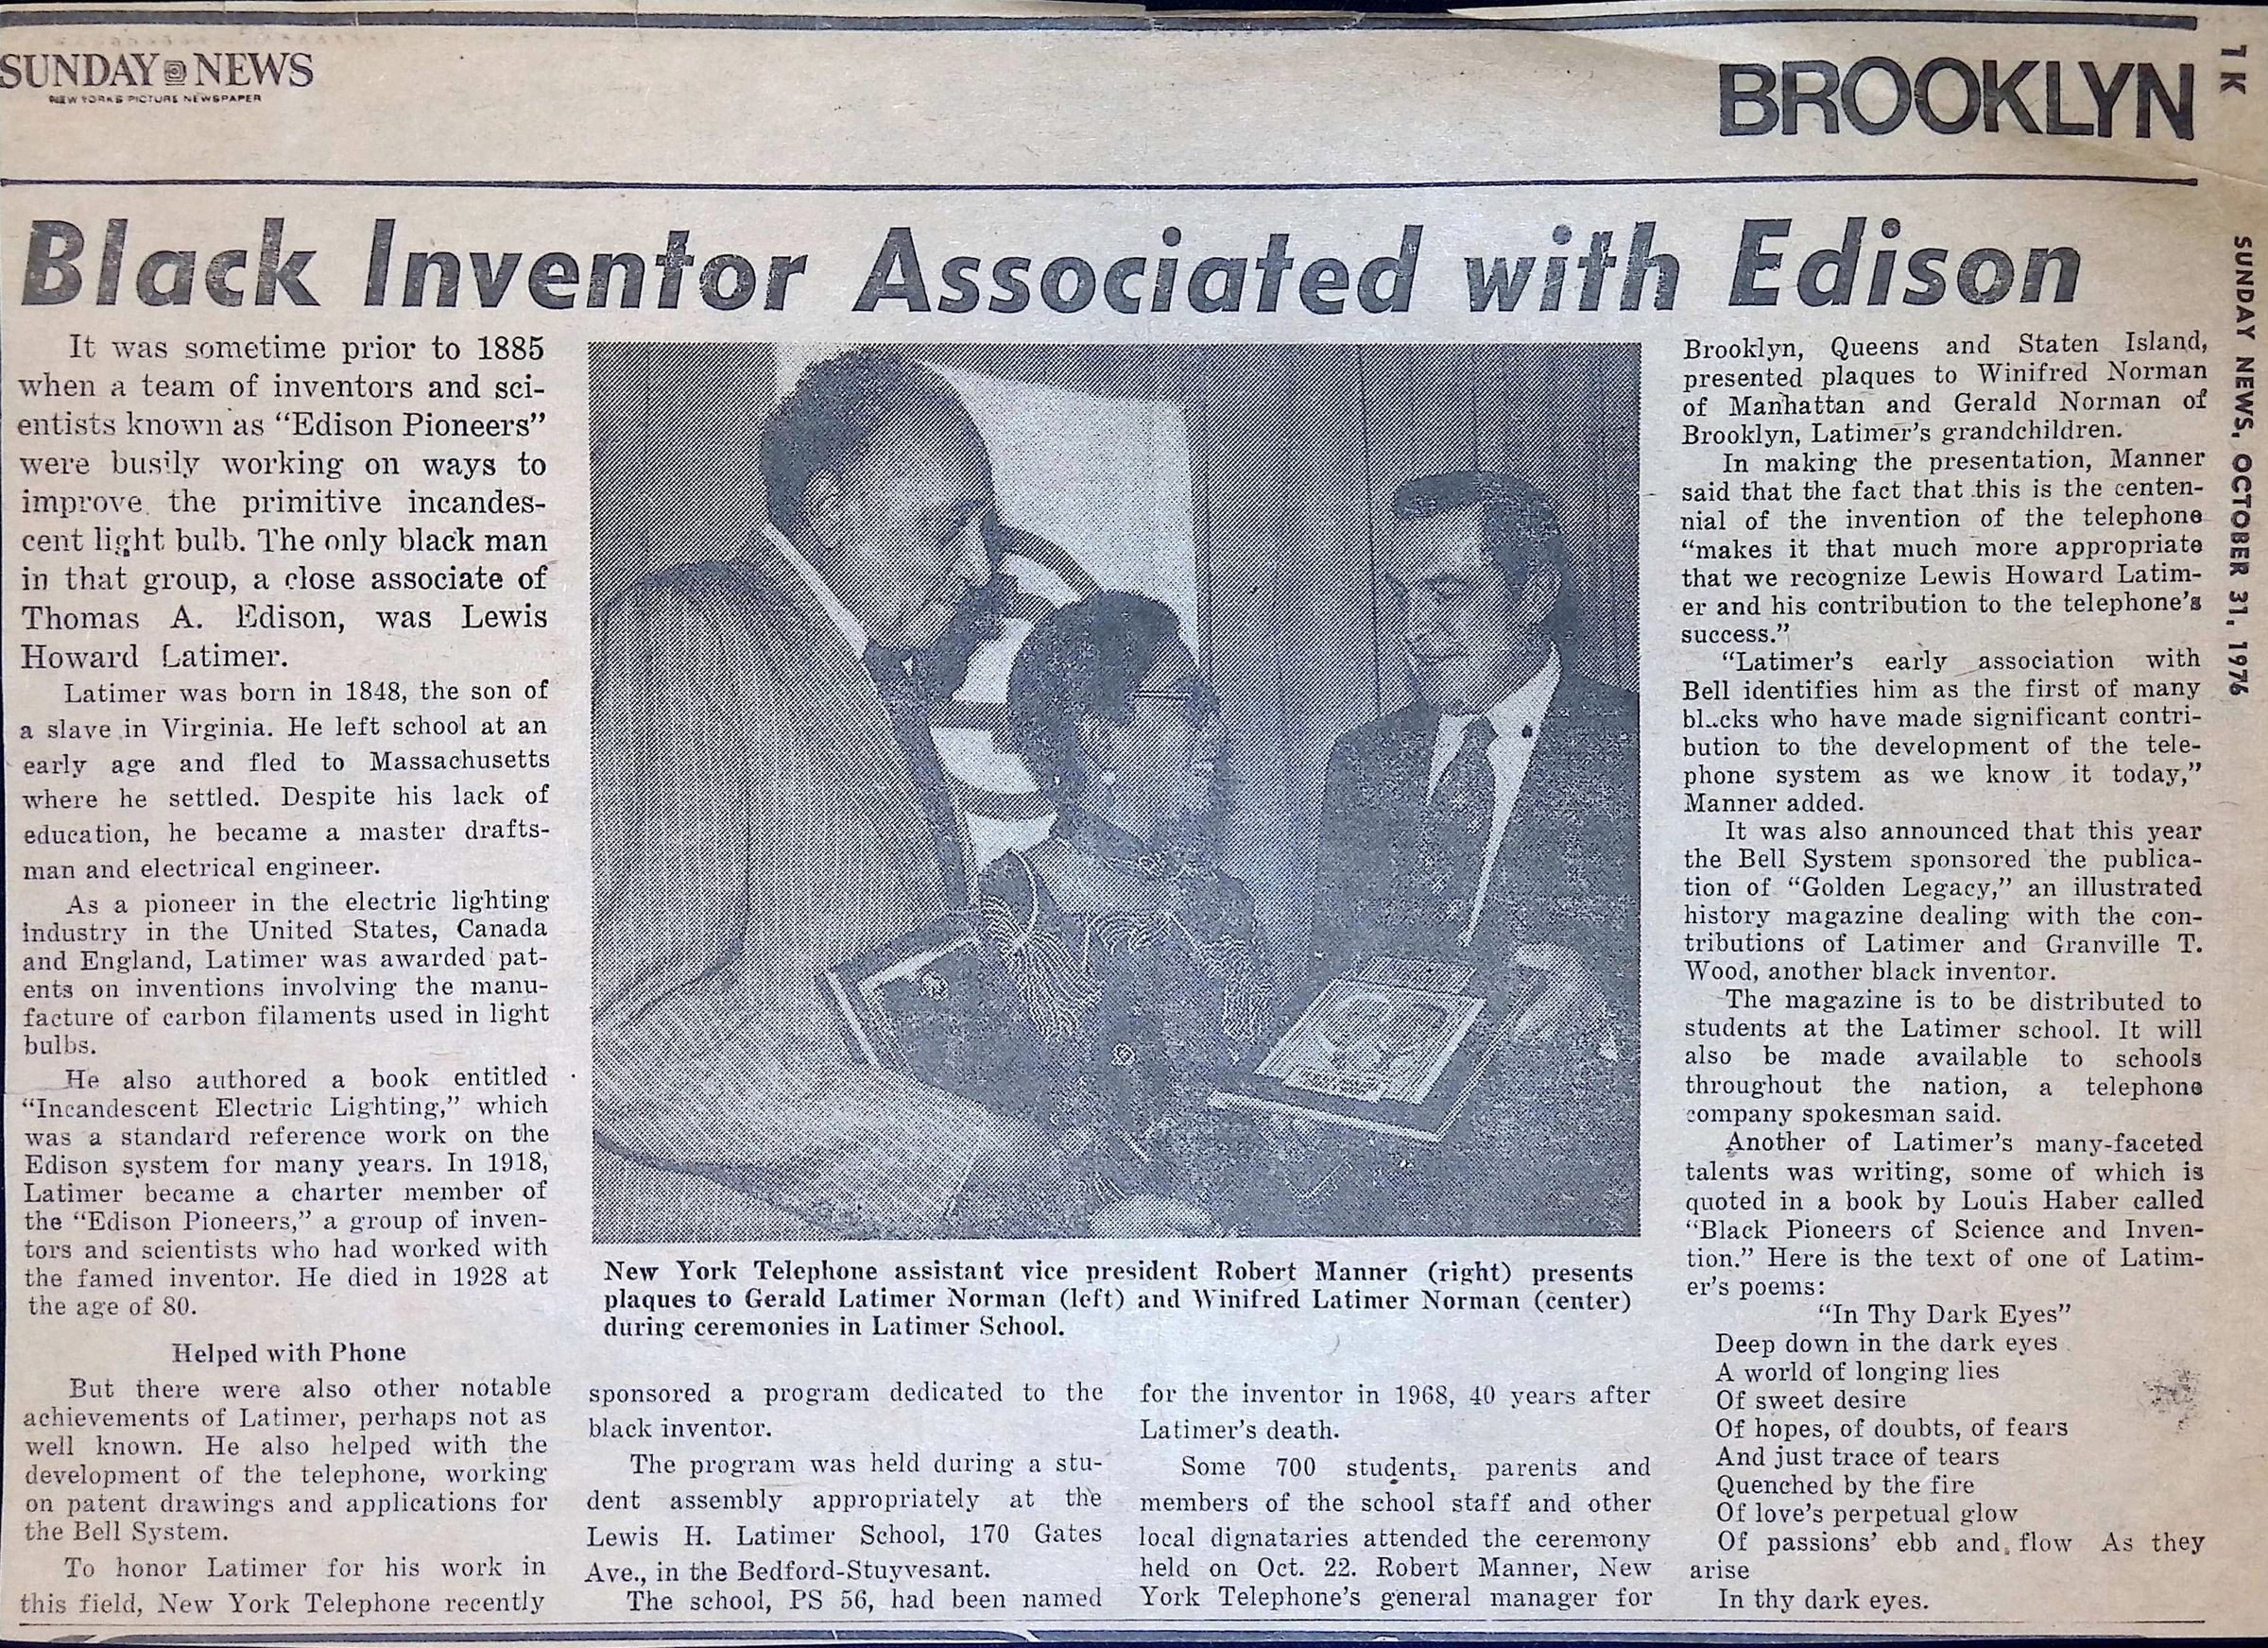 SUNDAY NEWS
NEW YORK'S PICTURE NEWSPAPER
BROOKLYN
1 K
SUNDAY NEWS, OCTOBER 31, 1976
Black Inventor Associated with Edison
It was sometime prior to 1885
when a team of inventors and sci-
entists known as “Edison Pioneers”
were busily working on ways to
improve the primitive incandes-
cent light bulb. The only black man
in that group, a close associate of
Thomas A. Edison, was Lewis
Howard Latimer.
Latimer was born in 1848, the son of
a slave in Virginia. He left school at an
early age and fled to Massachusetts
where he settled. Despite his lack of
education, he became a master drafts-
man and electrical engineer.
As a pioneer in the electric lighting
industry in the United States, Canada
and England, Latimer was awarded pat-
ents on inventions involving the manu-
facture of carbon filaments used in light
bulbs.
He also authored a book entitled
“Incandescent Electric Lighting,” which
was a standard reference work on the
Edison system for many years. In 1918,
Latimer became a charter member of
the “Edison Pioneers,” a group of inven-
tors and scientists who had worked with
the famed inventor. He died in 1928 at
the age of 80.
Helped with Phone
But there were also other notable
achievements of Latimer, perhaps not as
well known. He also helped with the
development of the telephone, working
on patent drawings and applications for
the Bell System.
To honor Latimer for his work in
this field, New York Telephone recently
New York Telephone assistant vice president Robert Manner (right) presents
plaques to Gerald Latimer Norman (left) and Winifred Latimer Norman (center)
during ceremonies in Latimer School.
sponsored a program dedicated to the
black inventor.
The program was held during a stu-
dent assembly appropriately at the
Lewis H. Latimer School, 170 Gates
Ave., in the Bedford-Stuyvesant.
The school, PS 56, had been named
for the inventor in 1968, 40 years after
Latimer's death.
Some 700 students, parents and
members of the school staff and other
local dignataries attended the ceremony
held on Oct. 22. Robert Manner, New
York Telephone's general manager for
Brooklyn, Queens and Staten Island,
presented plaques to Winifred Norman
of Manhattan and Gerald Norman of
Brooklyn, Latimer's grandchildren.
In making the presentation, Manner
said that the fact that this is the centen-
nial of the invention of the telephone
“makes it that much more appropriate
that we recognize Lewis Howard Latim-
er and his contribution to the telephone's
success.”
“Latimer's early association with
Bell identifies him as the first of many
blacks who have made significant contri-
bution to the development of the tele-
phone system as we know it today,”
Manner added.
It was also announced that this year
the Bell System sponsored the publica-
tion of “Golden Legacy,” an illustrated
history magazine dealing with the con-
tributions of Latimer and Granville T.
Wood, another black inventor.
The magazine is to be distributed to
students at the Latimer school. It will
also be made available to schools
throughout the nation, a telephone
company spokesman said.
Another of Latimer's many-faceted
talents was writing, some of which is
quoted in a book by Louis Haber called
“Black Pioneers of Science and Inven-
tion.” Here is the text of one of Latim-
er's poems:
“In Thy Dark Eyes”
Deep down in the dark eyes
A world of longing lies
Of sweet desire
Of hopes, of doubts, of fears
And just trace of tears
Quenched by the fire
Of love's perpetual glow
Of passions' ebb and flow As they
arise
In thy dark eyes.